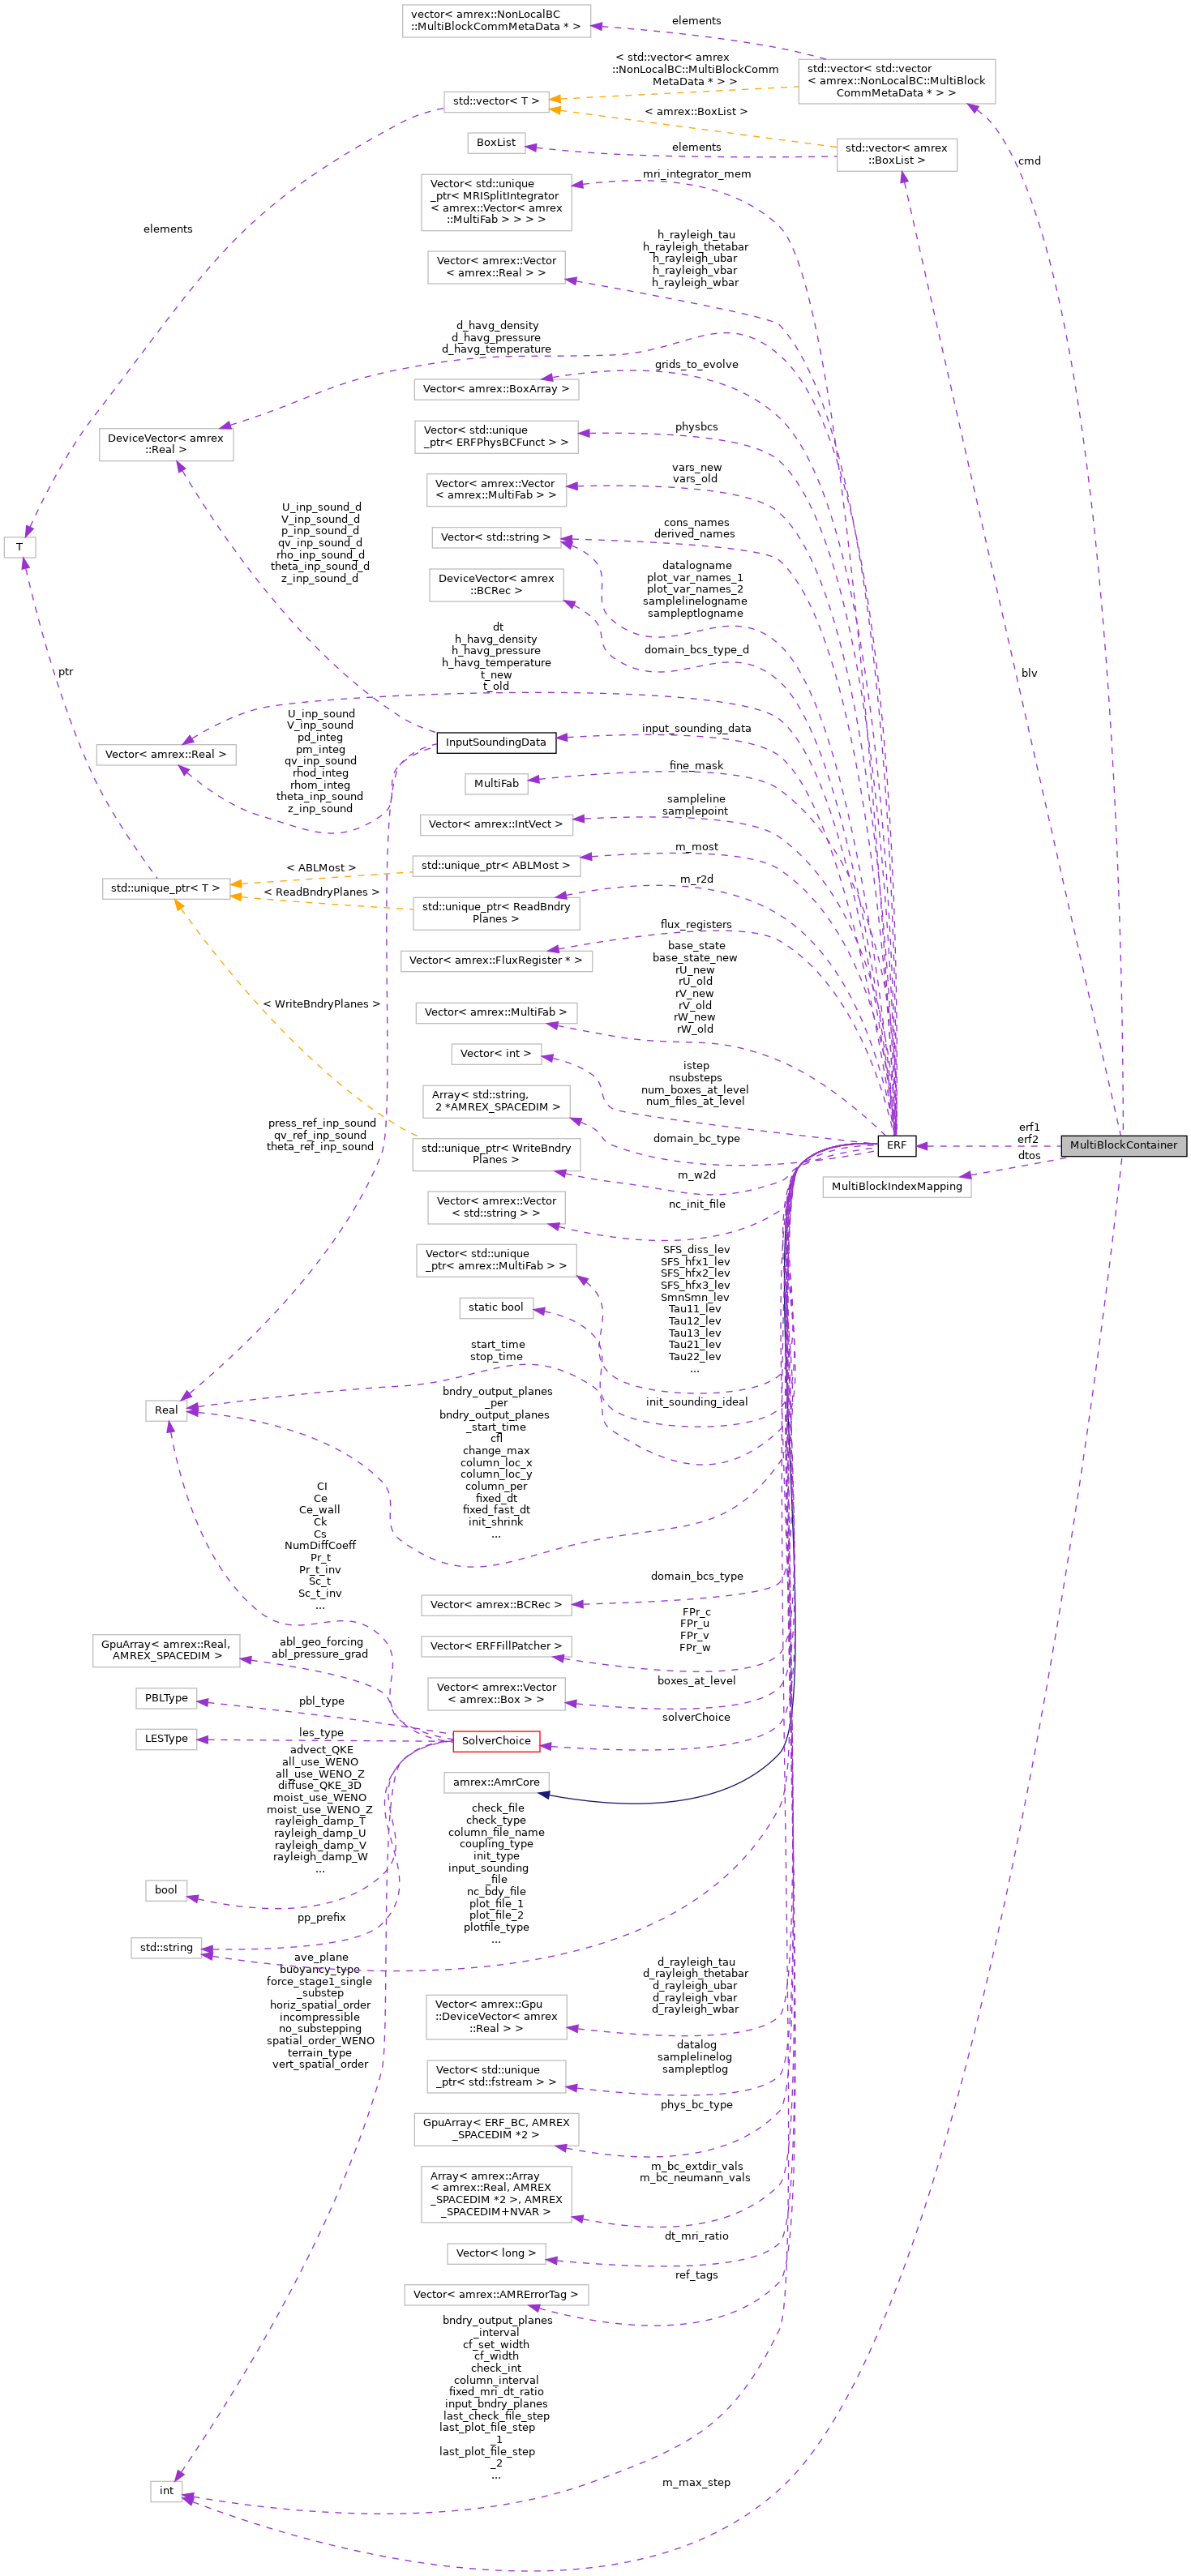 vector< amrex::NonLocalBC
::MultiBlockCommMetaData * >
elements
std::vector< std::vector
< amrex::NonLocalBC::MultiBlock
CommMetaData * > >
< std::vector< amrex
::NonLocalBC::MultiBlockComm
MetaData * > >
std::vector< T >
< amrex::BoxList >
BoxList
elements
std::vector< amrex
::BoxList >
cmd
mri_integrator_mem
Vector< std::unique
_ptr< MRISplitIntegrator
< amrex::Vector< amrex
::MultiFab > > > >
elements
h_rayleigh_tau
h_rayleigh_thetabar
h_rayleigh_ubar
h_rayleigh_vbar
h_rayleigh_wbar
Vector< amrex::Vector
< amrex::Real > >
d_havg_density
d_havg_pressure
d_havg_temperature
grids_to_evolve
Vector< amrex::BoxArray >
DeviceVector< amrex
::Real >
Vector< std::unique
_ptr< ERFPhysBCFunct > >
physbcs
vars_new
vars_old
Vector< amrex::Vector
< amrex::MultiFab > >
U_inp_sound_d
V_inp_sound_d
p_inp_sound_d
qv_inp_sound_d
rho_inp_sound_d
theta_inp_sound_d
z_inp_sound_d
Vector< std::string >
cons_names
derived_names
T
DeviceVector< amrex
::BCRec >
datalogname
plot_var_names_1
plot_var_names_2
samplelinelogname
sampleptlogname
dt
h_havg_density
h_havg_pressure
h_havg_temperature
t_new
t_old
domain_bcs_type_d
ptr
blv
U_inp_sound
V_inp_sound
pd_integ
pm_integ
qv_inp_sound
rhod_integ
rhom_integ
theta_inp_sound
z_inp_sound
Vector< amrex::Real >
InputSoundingData
input_sounding_data
MultiFab
fine_mask
Vector< amrex::IntVect >
sampleline
samplepoint
std::unique_ptr< T >
< ABLMost >
std::unique_ptr< ABLMost >
m_most
< ReadBndryPlanes >
std::unique_ptr< ReadBndry
Planes >
m_r2d
Vector< amrex::FluxRegister * >
flux_registers
< WriteBndryPlanes >
Vector< amrex::MultiFab >
base_state
base_state_new
rU_new
rU_old
rV_new
rV_old
rW_new
rW_old
Vector< int >
istep
nsubsteps
num_boxes_at_level
num_files_at_level
Array< std::string,
2 *AMREX_SPACEDIM >
domain_bc_type
press_ref_inp_sound
qv_ref_inp_sound
theta_ref_inp_sound
std::unique_ptr< WriteBndry
Planes >
m_w2d
ERF
erf1
erf2
dtos
MultiBlockContainer
MultiBlockIndexMapping
Vector< amrex::Vector
< std::string > >
nc_init_file
Vector< std::unique
_ptr< amrex::MultiFab > >
SFS_diss_lev
SFS_hfx1_lev
SFS_hfx2_lev
SFS_hfx3_lev
SmnSmn_lev
Tau11_lev
Tau12_lev
Tau13_lev
Tau21_lev
Tau22_lev
...
static bool
start_time
stop_time
init_sounding_ideal
Real
bndry_output_planes
_per
bndry_output_planes
_start_time
cfl
change_max
column_loc_x
column_loc_y
column_per
fixed_dt
fixed_fast_dt
init_shrink
...
CI
Ce
Ce_wall
Ck
Cs
NumDiffCoeff
Pr_t
Pr_t_inv
Sc_t
Sc_t_inv
...
Vector< amrex::BCRec >
domain_bcs_type
Vector< ERFFillPatcher >
FPr_c
FPr_u
FPr_v
FPr_w
GpuArray< amrex::Real,
AMREX_SPACEDIM >
abl_geo_forcing
abl_pressure_grad
Vector< amrex::Vector
< amrex::Box > >
boxes_at_level
PBLType
pbl_type
solverChoice
LESType
les_type
SolverChoice
advect_QKE
all_use_WENO
all_use_WENO_Z
diffuse_QKE_3D
moist_use_WENO
moist_use_WENO_Z
rayleigh_damp_T
rayleigh_damp_U
rayleigh_damp_V
rayleigh_damp_W
...
amrex::AmrCore
check_file
check_type
column_file_name
coupling_type
init_type
input_sounding
_file
nc_bdy_file
plot_file_1
plot_file_2
plotfile_type
...
bool
pp_prefix
std::string
ave_plane
buoyancy_type
force_stage1_single
_substep
horiz_spatial_order
incompressible
no_substepping
spatial_order_WENO
terrain_type
vert_spatial_order
Vector< amrex::Gpu
::DeviceVector< amrex
::Real > >
d_rayleigh_tau
d_rayleigh_thetabar
d_rayleigh_ubar
d_rayleigh_vbar
d_rayleigh_wbar
Vector< std::unique
_ptr< std::fstream > >
datalog
samplelinelog
sampleptlog
GpuArray< ERF_BC, AMREX
_SPACEDIM *2 >
phys_bc_type
Array< amrex::Array
< amrex::Real, AMREX
_SPACEDIM *2 >, AMREX
_SPACEDIM+NVAR >
m_bc_extdir_vals
m_bc_neumann_vals
Vector< long >
dt_mri_ratio
Vector< amrex::AMRErrorTag >
ref_tags
bndry_output_planes
_interval
cf_set_width
cf_width
check_int
column_interval
fixed_mri_dt_ratio
input_bndry_planes
last_check_file_step
last_plot_file_step
_1
last_plot_file_step
_2
...
int
m_max_step